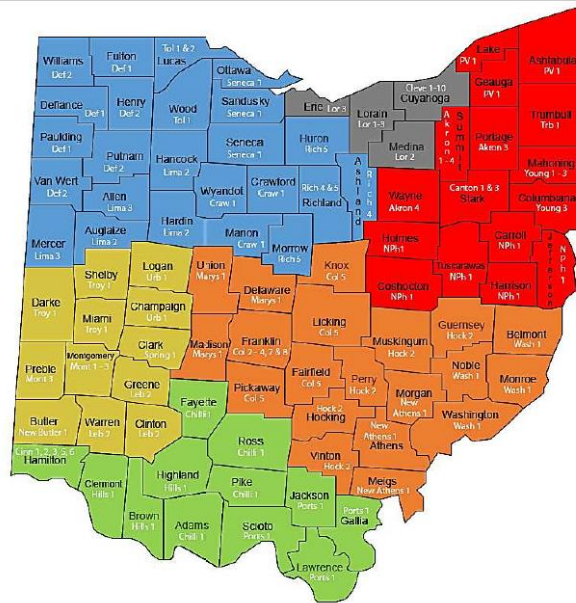 Williams
Def 2
Fulton
Def 1
Tol 1 & 2
Lucas
Ottawa
Seneca 1
Defiance
Def 1
Henry
Def 2
Wood
Tol 1
Sandusky
Seneca 1
Erie Lor 3
Lorain
Lor 1-3
Cleve 1-10
Cuyahoga
Lake
PV 1
Geauga
PV 1
Ashtabula
PV 1
Paulding
Def 1
Putnam
Def 2
Hancock
Lima 2
Seneca
Seneca 1
Huron
Rich 5
Medina
Lor 2
Summit
Akron 1 - 4
Portage
Akron 3
Trumbull
Trb 1
Mahoning
Young 1 - 3
Van Wert
Def 2
Allen
Lima 3
Wyandot
Craw 1
Crawford
Craw 1
Rich 4 & 5
Richland
Ashland
Rich 4
Wayne
Akron 4
Canton 1 & 3
Stark
Columbiana
Young 3
Mercer
Lima 3
Auglaize
Lima 2
Hardin
Lima 2
Marion
Craw 1
Morrow
Rich 5
Holmes
NPh1
Carroll
NPh 1
Jefferson
NPh 1
Darke
Troy 1
Shelby
Troy 1
Logan
Urb 1
Union
Marys 1
Delaware
Marys 1
Knox
Col 5
Coshocton
NPh 1
Tuscarawas
NPh 1
Harrison
NPh 1
Miami
Troy 1
Champaign
Urb 1
Clark
Spring 1
Madison
Marys 1
Franklin
Col 2 - 4, 7 & 8
Licking
Col 5
Muskingum
Hock 2
Guernsey
Hock 2
Belmont
Wash 1
Preble
Mont 3
Montgomery
Mont 1 - 3
Greene
Leb 2
Pickaway
Col 5
Fairfield
Col 5
Perry
Hock 2
Morgan
New
Athens 1
Noble
Wash 1
Monroe
Wash 1
Butler
New Butler 1
Warren
Leb 2
Clinton
Leb 2
Fayette
Chilli 1
Ross
Chilli 1
Hock 2
Hocking
New
Athens 1
Athens
Washington
Wash 1
Cinn 1, 2, 3, 5, 6
Hamilton
Clermont
Hills 1
Highland
Hills 1
Pike
Chilli 1
Vinton
Hock 2
Meigs
New Athens 1
Brown
Hills 1
Adams
Chilli 1
Scioto
Ports 1
Jackson
Ports 1
Ports 1
Gallia
Lawrence
Ports 1